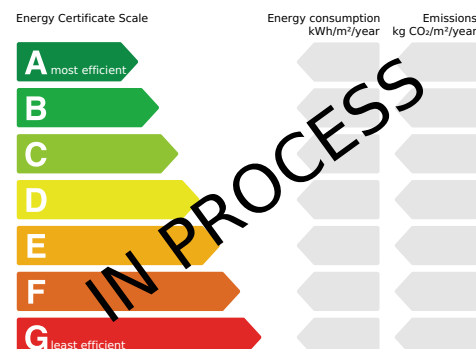 Energy Certificate Scale
Energy consumption
kWh/m²/year
Emissions
kg CO₂/m²/year
A most efficient
B
C
D
E
F
G least efficient
IN PROCESS